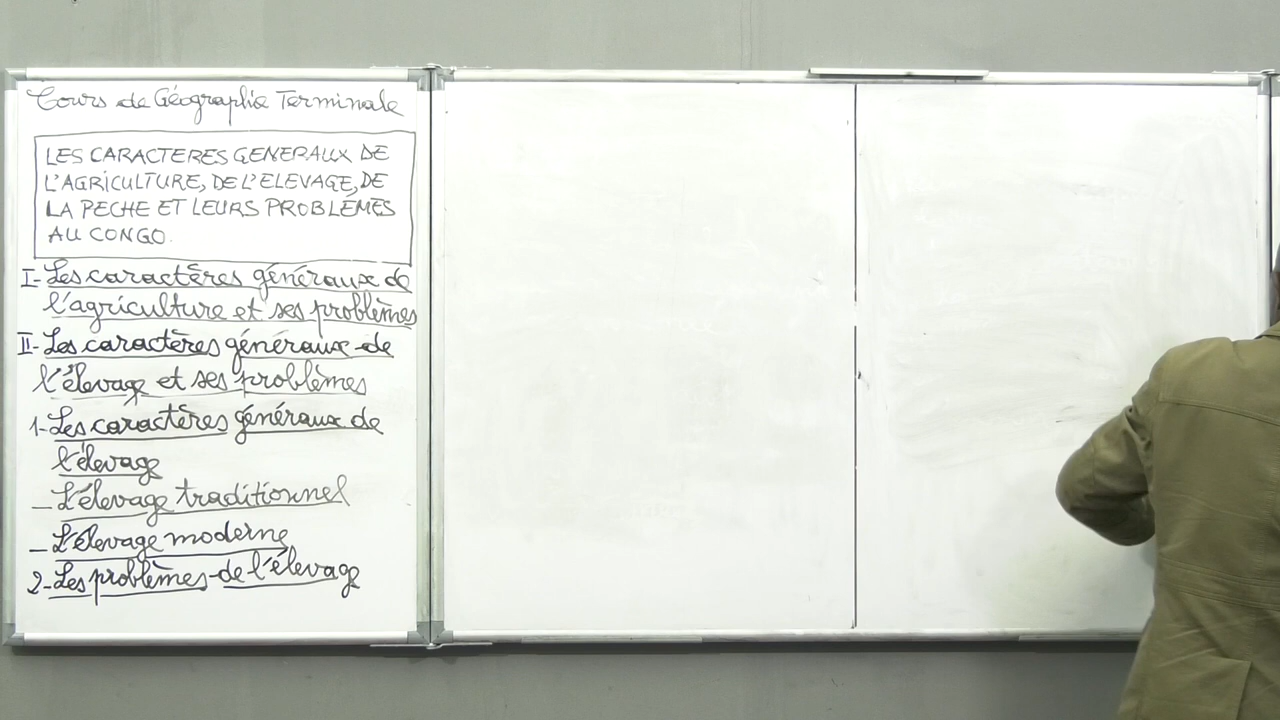 Cours de Géographie Terminale
LES CARACTERES GENERAUX DE
L'AGRICULTURE, DE L'ELEVAGE, DE
LA PECHE ET LEURS PROBLÈMES
AU CONGO.
I- Les caractères généraux de
l'agriculture et ses problèmes
II- Les caractères généraux de
l'élevage et ses problèmes
1- Les caractères généraux de
l'élevage
_ L'élevage traditionnel
_ L'élevage moderne
2- Les problèmes de l'élevage